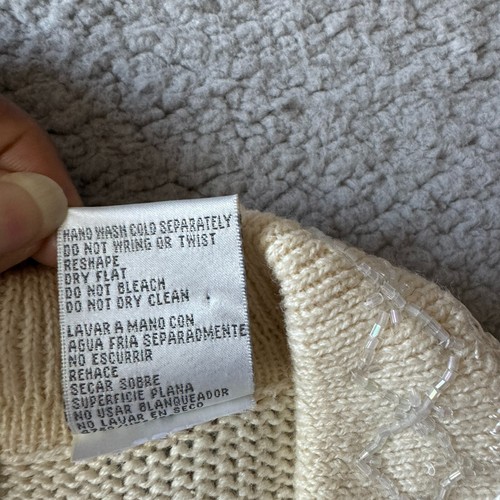 HAND WASH COLD SEPARATELY
DO NOT WRING OR TWIST
RESHAPE
DRY FLAT
DO NOT BLEACH
DO NOT DRY CLEAN
LAVAR A MANO CON
AGUA FRIA SEPARADMENTE
NO ESCURRIR
REHACE
SECAR SOBRE
SUPERFICIE PLANA
NO USAR BLANQUEADOR
NO LAVAR EN SECO